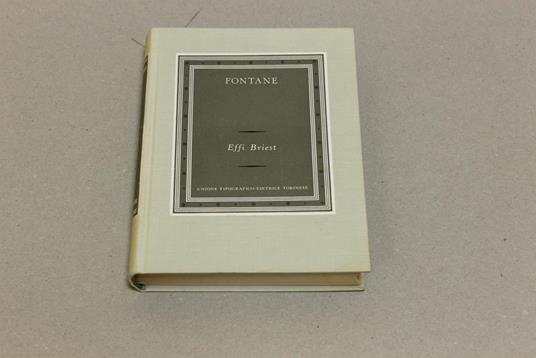 FONTANE
Effi Briest
UNIONE TIPOGRAFICO-EDITRICE TORINESE